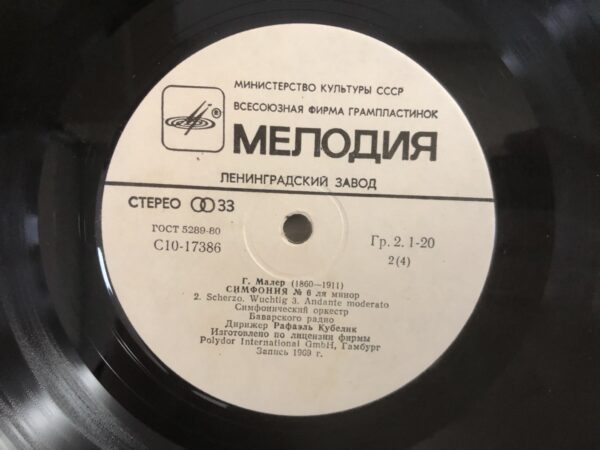 МИНИСТЕРСТВО КУЛЬТУРЫ СССР
ВСЕСОЮЗНАЯ ФИРМА ГРАМПЛАСТИНОК
® МЕЛОДИЯ
ЛЕНИНГРАДСКИЙ ЗАВОД
СТЕРЕО 33
ГОСТ 5289-80
С10-17386
Гр. 2. 1-20
2(4)
Г. Малер (1860—1911)
СИМФОНИЯ № 6 ля минор
2. Scherzo. Wuchtig 3. Andante moderato
Симфонический оркестр
Баварского радио
Дирижер Рафаэль Кубелик
Изготовлено по лицензии фирмы
Polydor International GmbH, Гамбург
Запись 1969 г.